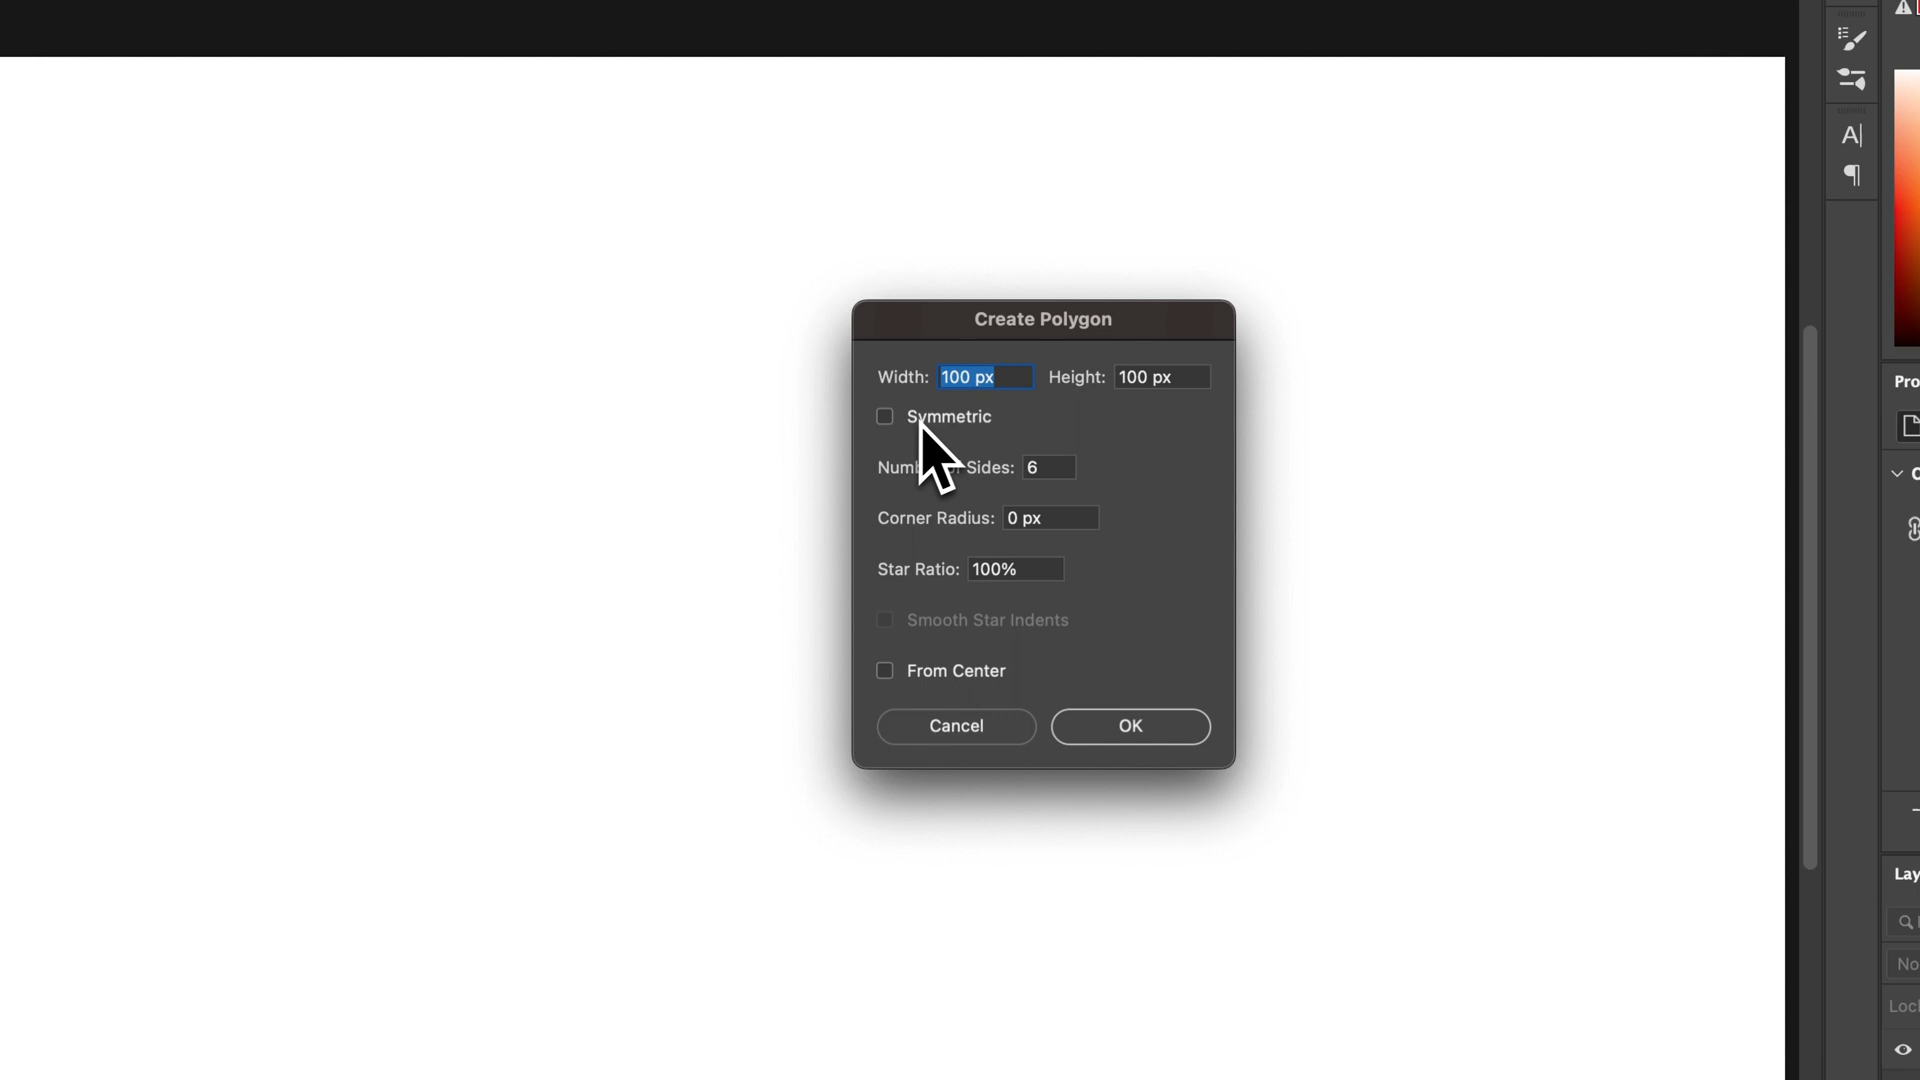 Create Polygon
Width: 100 px Height: 100 px
Symmetric
Sides: 6
Corner Radius: 0 px
Star Ratio: 100%
Smooth Star Indents
From Center
Cancel OK
A
¶
Pro
C
Lay
No
Loc